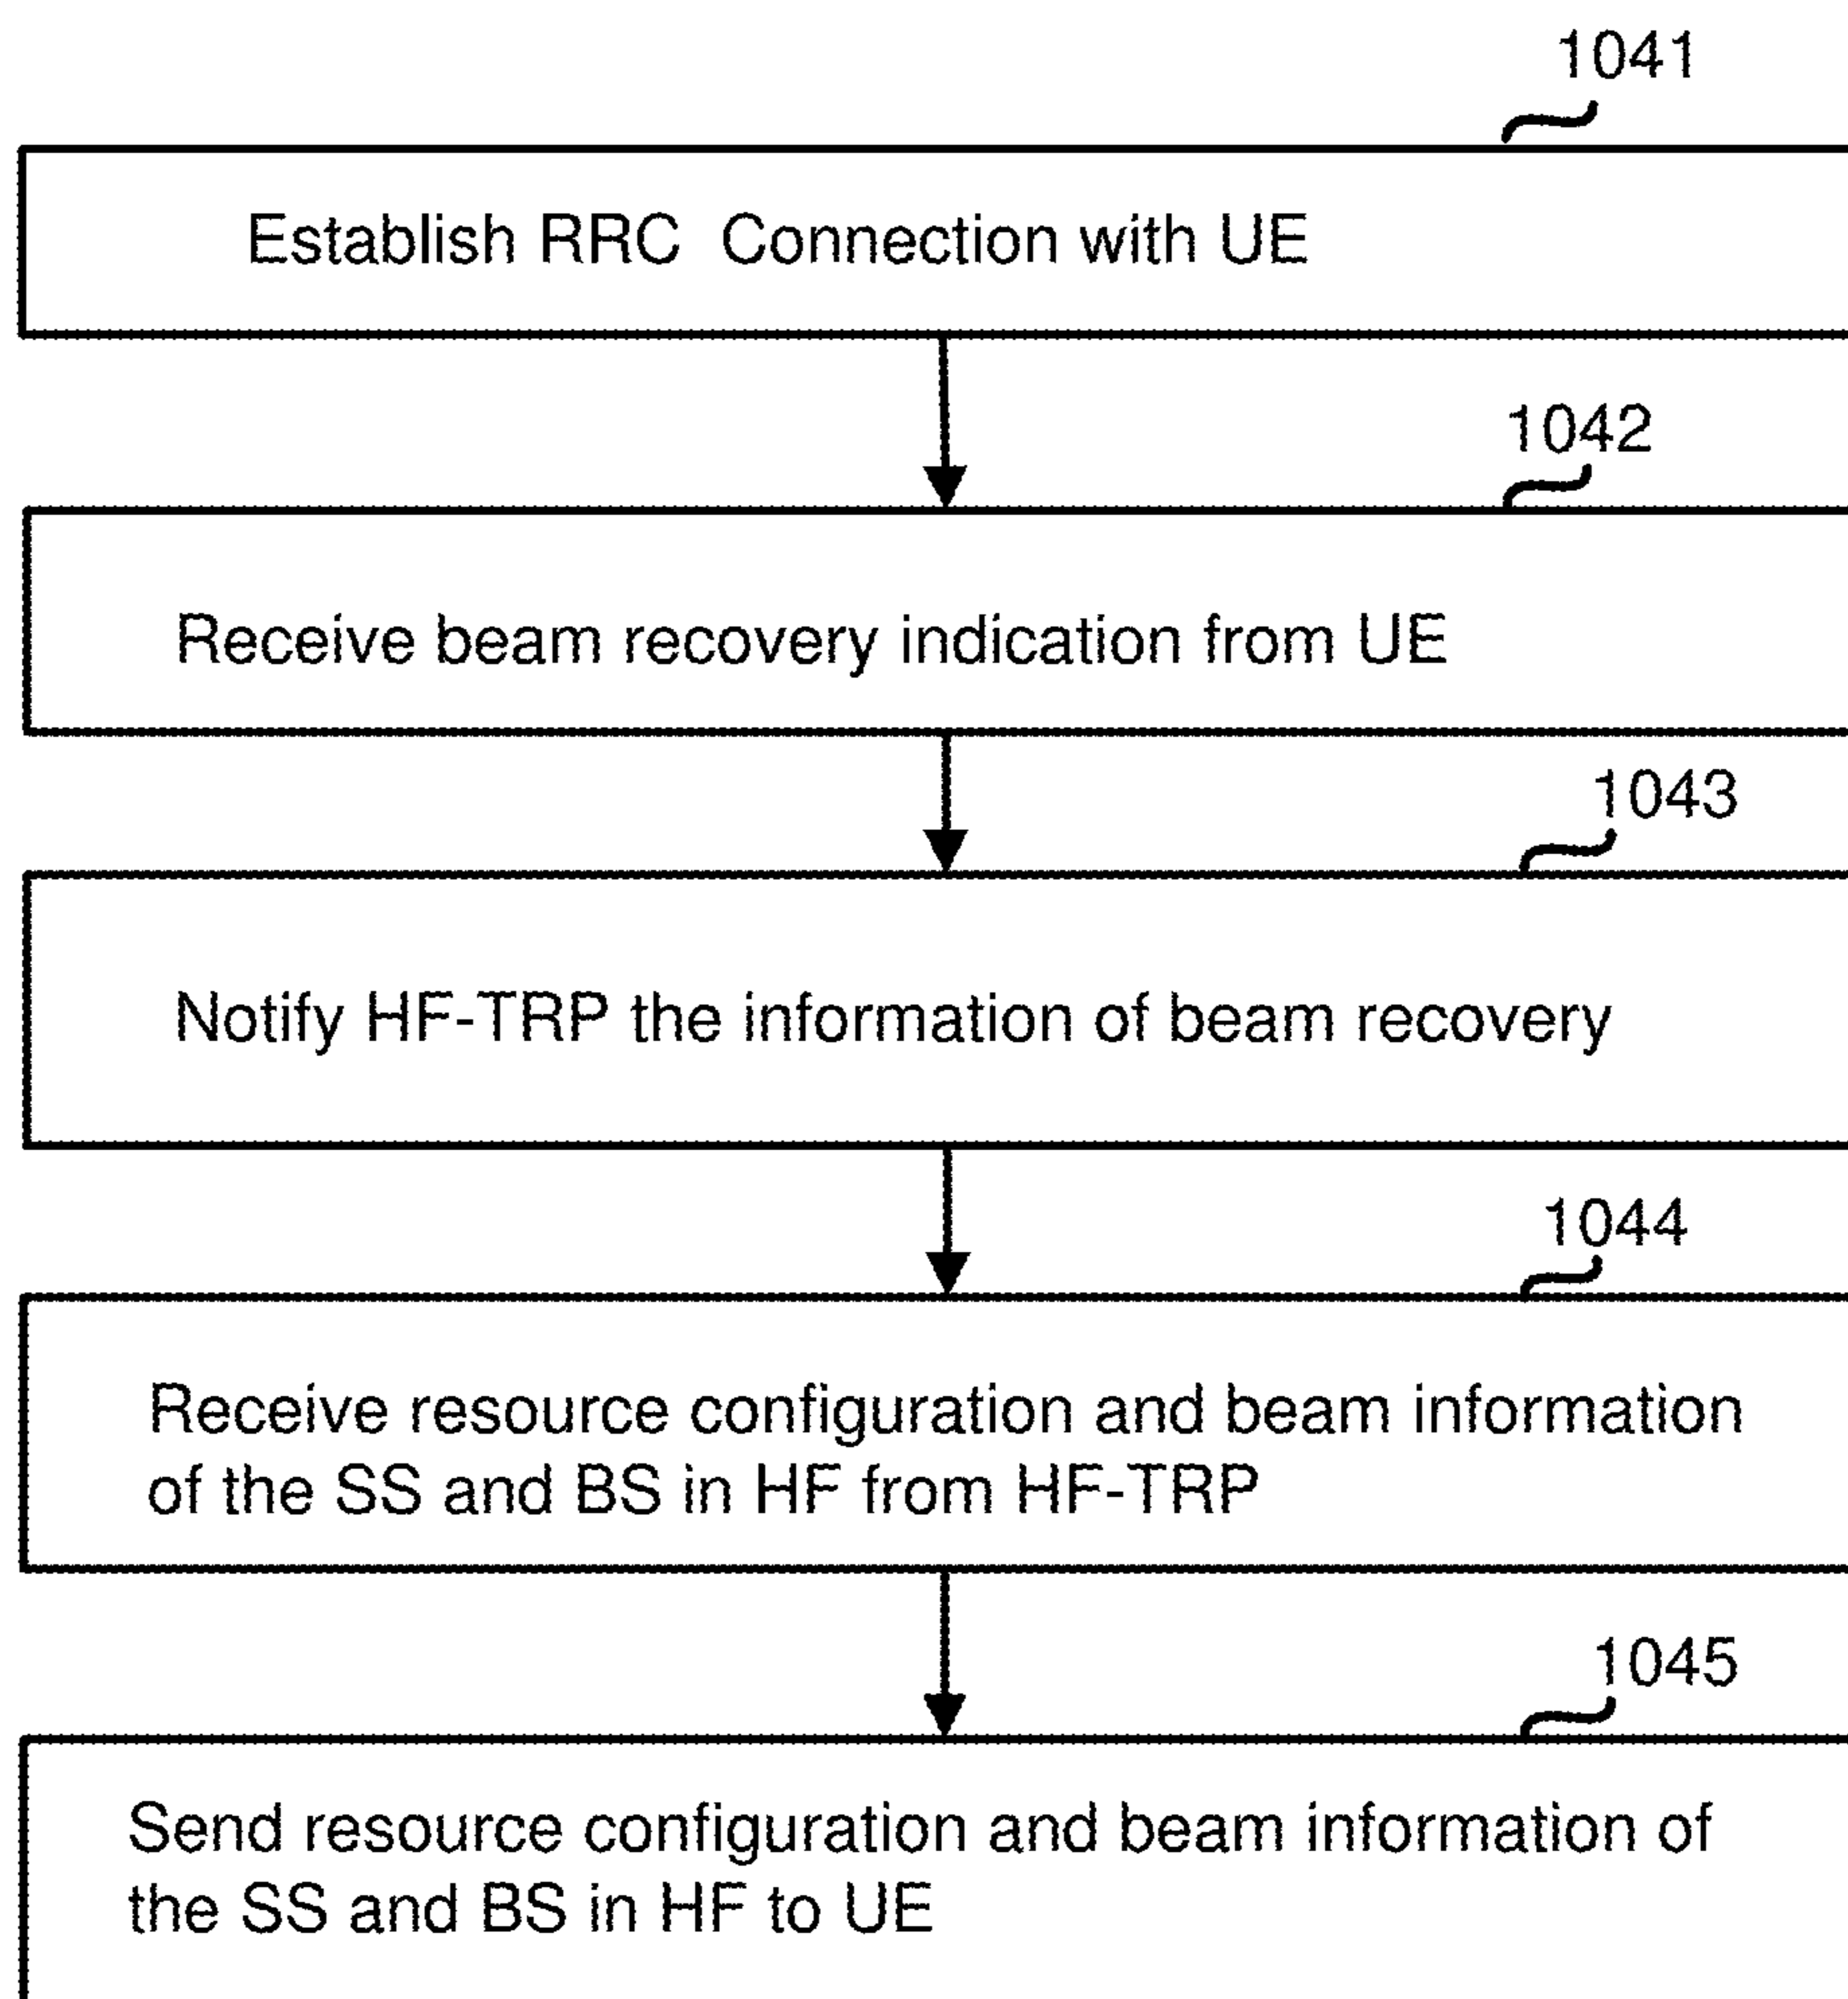 1041
Establish RRC Connection with UE
1042
Receive beam recovery indication from UE
1043
Notify HF-TRP the information of beam recovery
1044
Receive resource configuration and beam information
of the SS and BS in HF from HF-TRP
1045
Send resource configuration and beam information of
the SS and BS in HF to UE